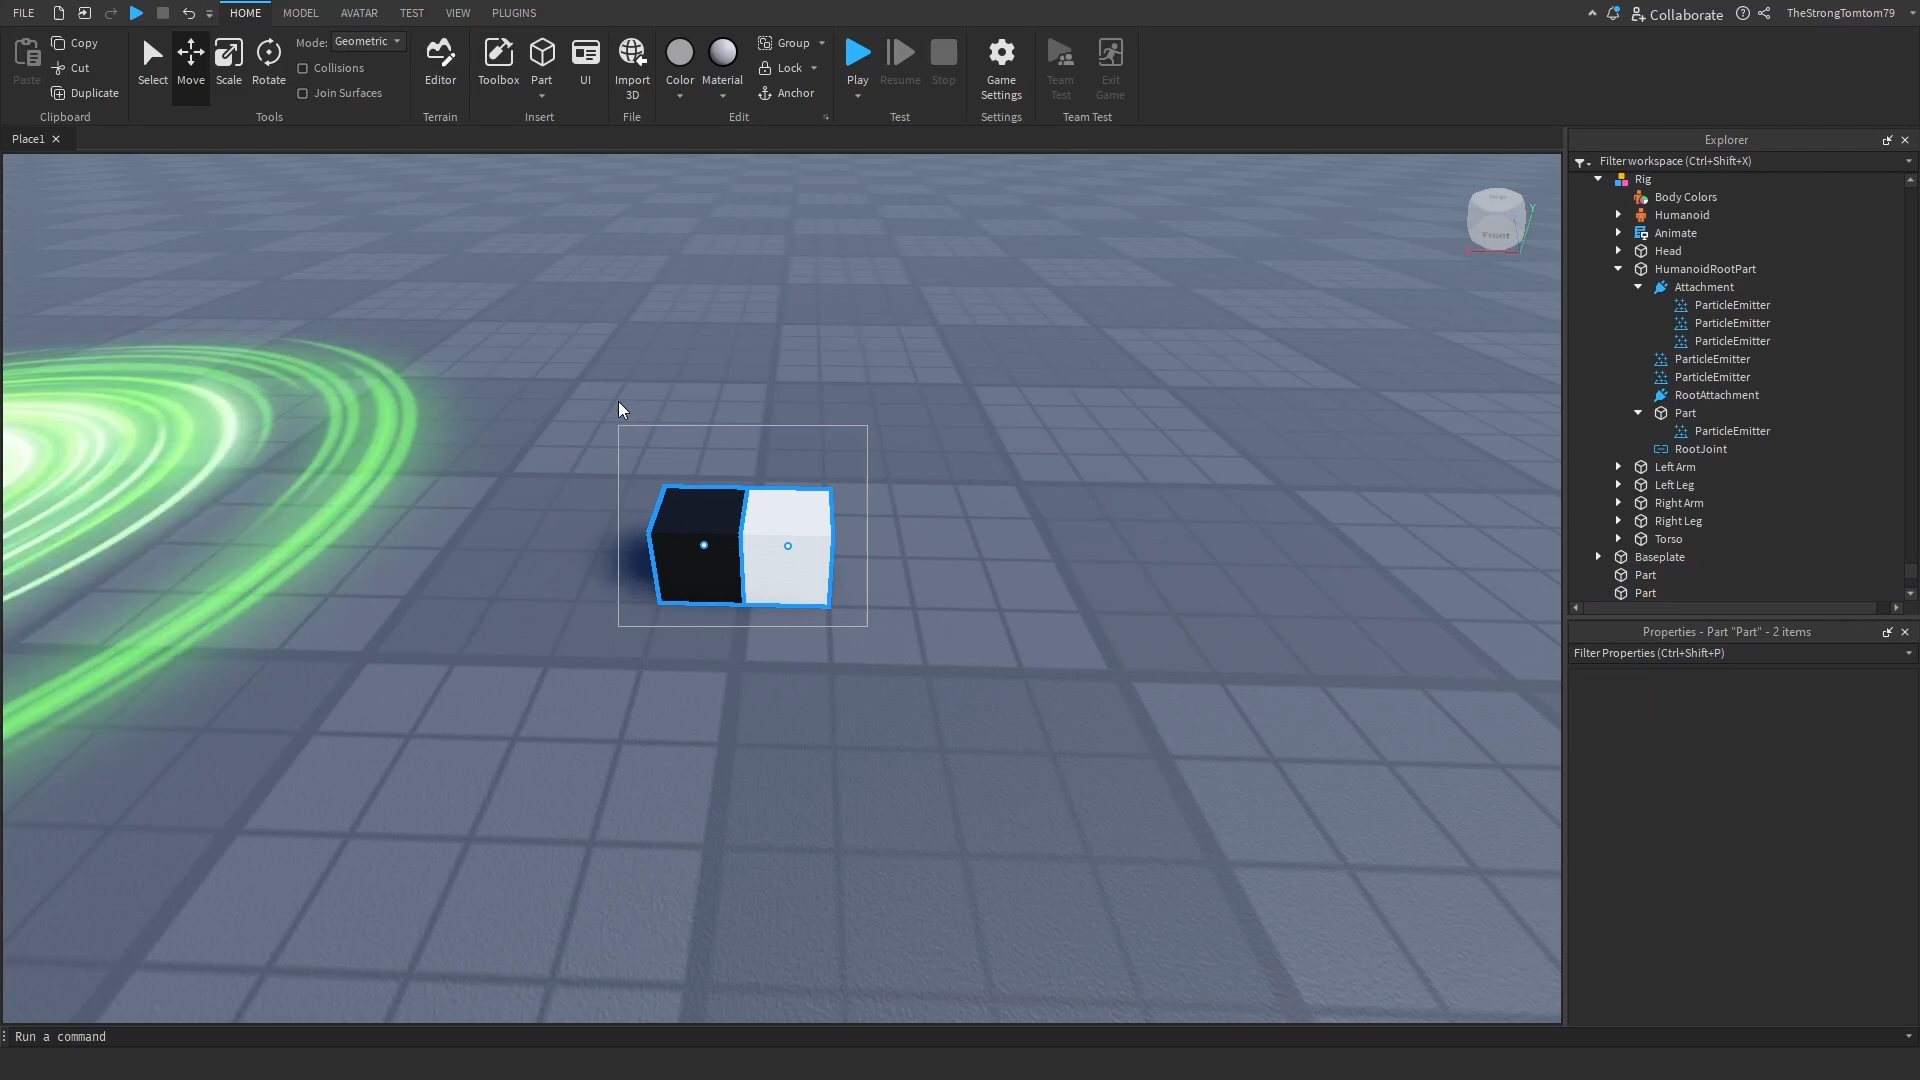 FILE HOME MODEL AVATAR TEST VIEW PLUGINS Collaborate TheStrongTomtom79
Paste Copy Cut Duplicate Clipboard
Select Move Scale Rotate Mode: Geometric Collisions Join Surfaces Tools
Editor Terrain
Toolbox Part UI Insert
Import 3D File
Color Material Group Lock Anchor Edit
Play Resume Stop Test
Game Settings Settings
Team Test Exit Game Team Test
Place1
Front
Explorer
Filter workspace (Ctrl+Shift+X)
Rig
Body Colors
Humanoid
Animate
Head
HumanoidRootPart
Attachment
ParticleEmitter
ParticleEmitter
ParticleEmitter
ParticleEmitter
ParticleEmitter
RootAttachment
Part
ParticleEmitter
RootJoint
Left Arm
Left Leg
Right Arm
Right Leg
Torso
Baseplate
Part
Part
Properties - Part "Part" - 2 items
Filter Properties (Ctrl+Shift+P)
Run a command